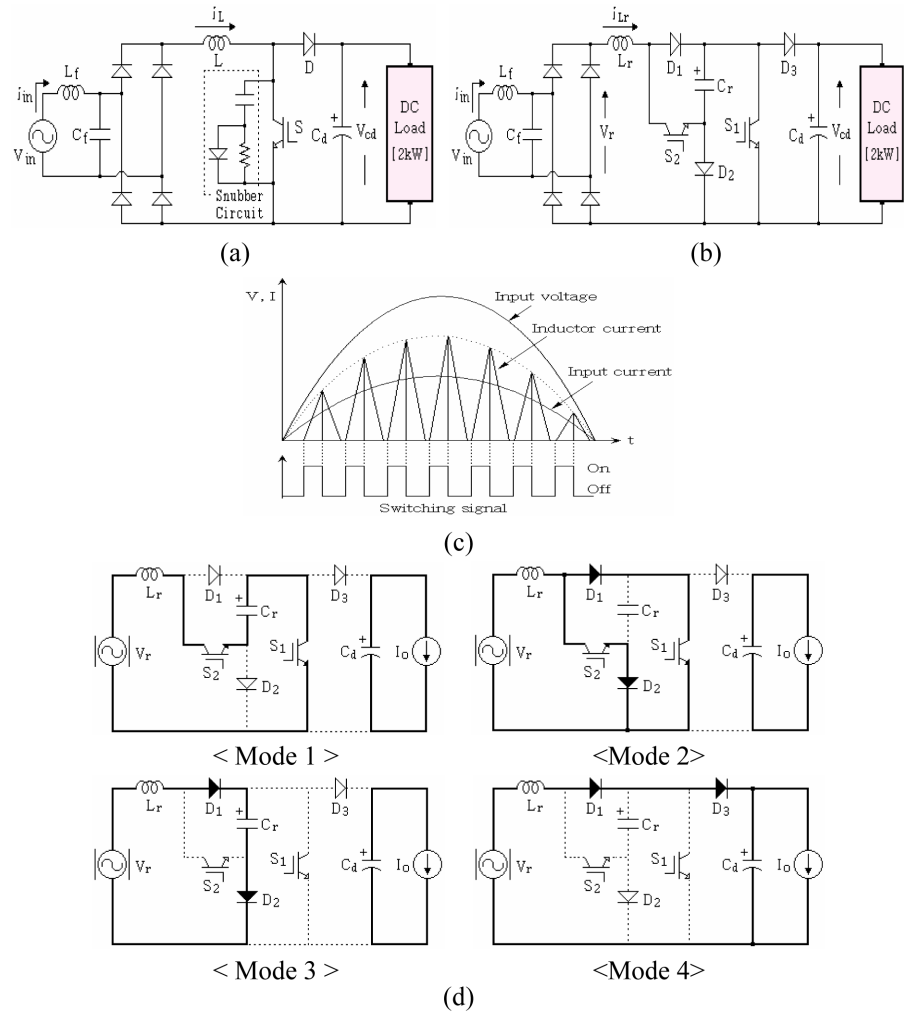 iL
L
D
Lf
iin
Cf
Vin
S
Snubber
Circuit
Cd
Vcd
DC
Load
[2kW]
(a)
iLr
Lr
D1
D3
Lf
iin
Cf
Vin
Vr
Cr
S2
S1
D2
Cd
Vcd
DC
Load
[2kW]
(b)
V, I
Input voltage
Inductor current
Input current
t
On
Off
Switching signal
(c)
Lr
D1
D3
Cr
Vr
S2
S1
D2
Cd
Io
< Mode 1 >
Lr
D1
D3
Cr
Vr
S2
S1
D2
Cd
Io
<Mode 2>
Lr
D1
D3
Cr
Vr
S2
S1
D2
Cd
Io
< Mode 3 >
Lr
D1
D3
Cr
Vr
S2
S1
D2
Cd
Io
<Mode 4>
(d)